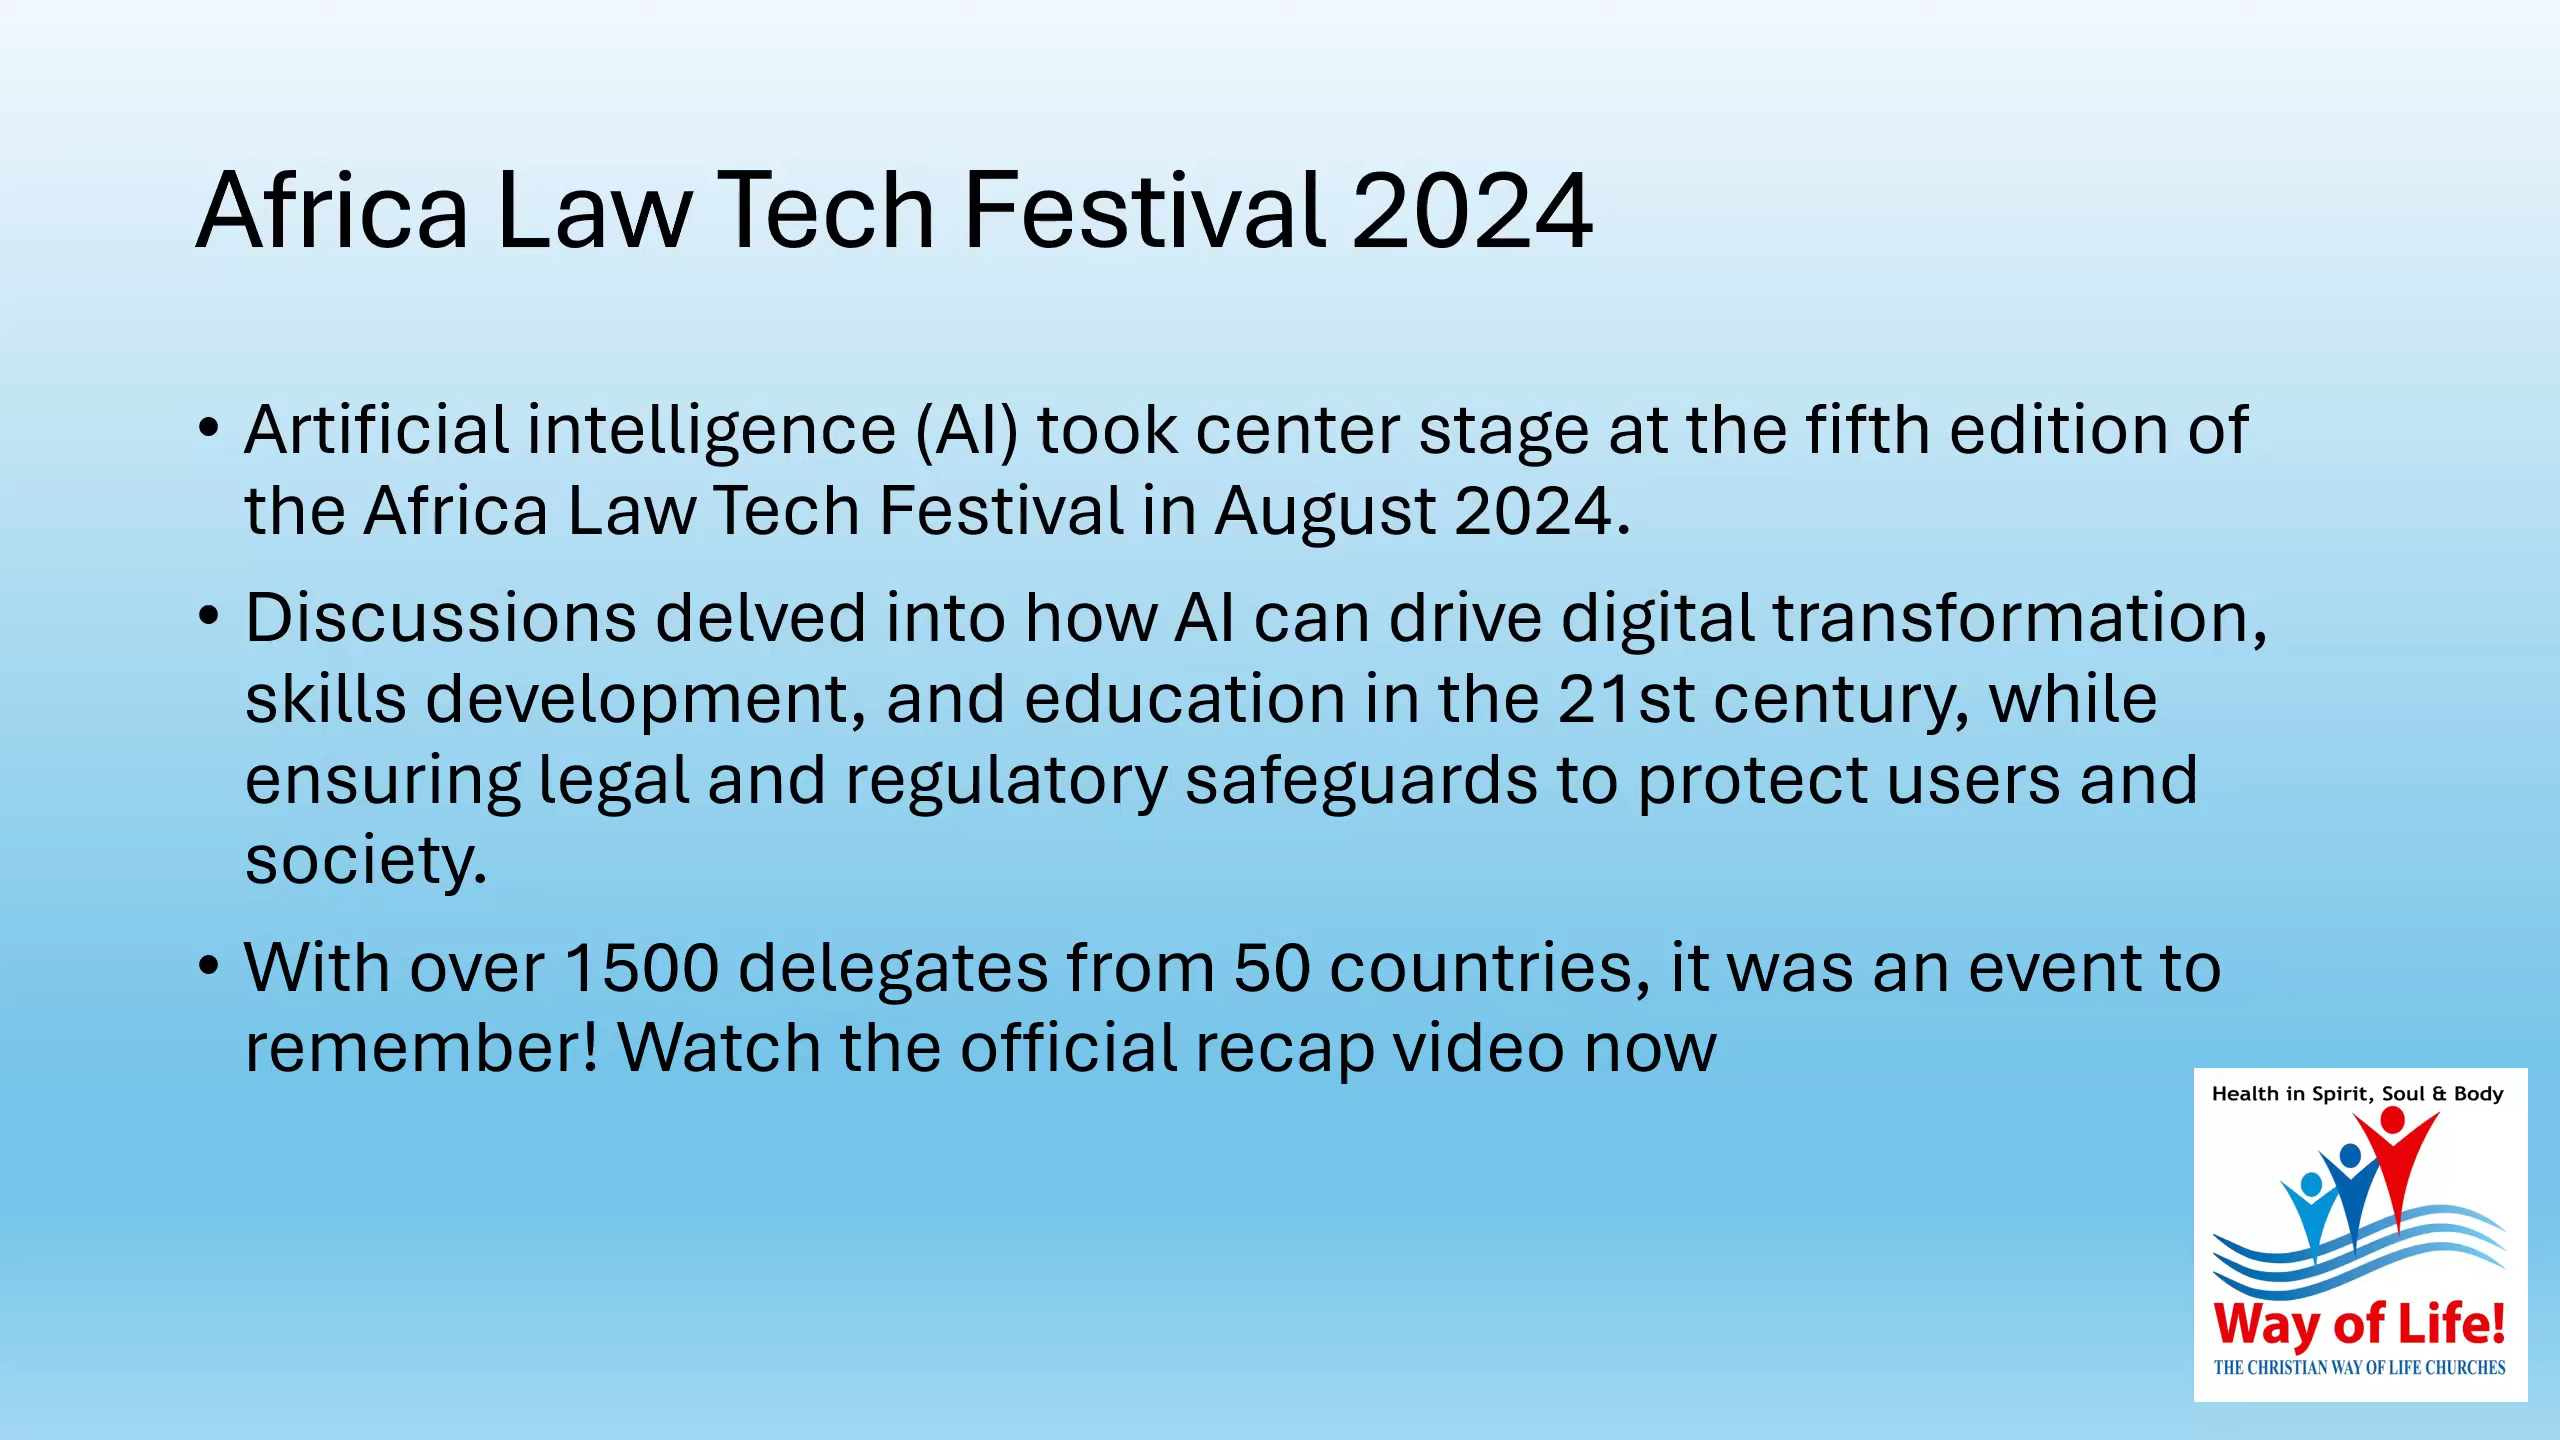 Africa Law Tech Festival 2024
• Artificial intelligence (AI) took center stage at the fifth edition of
the Africa Law Tech Festival in August 2024.
• Discussions delved into how AI can drive digital transformation,
skills development, and education in the 21st century, while
ensuring legal and regulatory safeguards to protect users and
society.
• With over 1500 delegates from 50 countries, it was an event to
remember! Watch the official recap video now
Health in Spirit, Soul & Body
Way of Life!
THE CHRISTIAN WAY OF LIFE CHURCHES